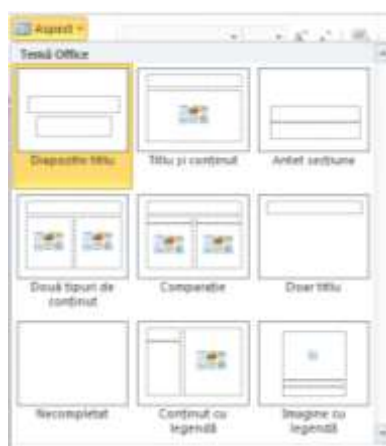 Aspect
Temă Office
Diapozitiv titlu
Titlu și conținut
Antet secțiune
Două tipuri de
conținut
Comparație
Doar titlu
Necompletat
Conținut cu
legendă
Imagine cu
legendă